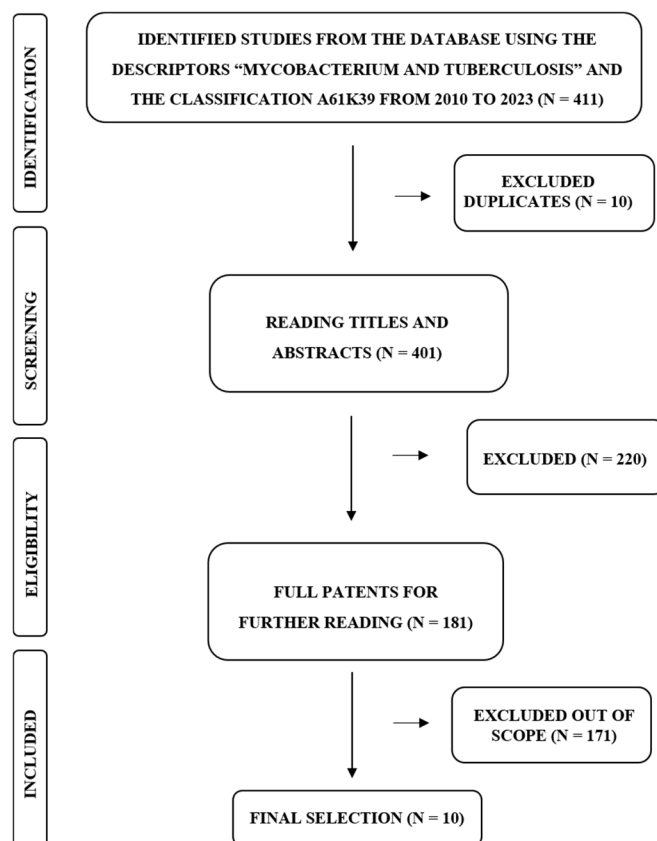 IDENTIFICATION
IDENTIFIED STUDIES FROM THE DATABASE USING THE
DESCRIPTORS “MYCOBACTERIUM AND TUBERCULOSIS” AND
THE CLASSIFICATION A61K39 FROM 2010 TO 2023 (N = 411)
EXCLUDED
DUPLICATES (N = 10)
SCREENING
READING TITLES AND
ABSTRACTS (N = 401)
EXCLUDED (N = 220)
ELIGIBILITY
FULL PATENTS FOR
FURTHER READING (N = 181)
INCLUDED
EXCLUDED OUT OF
SCOPE (N = 171)
FINAL SELECTION (N = 10)